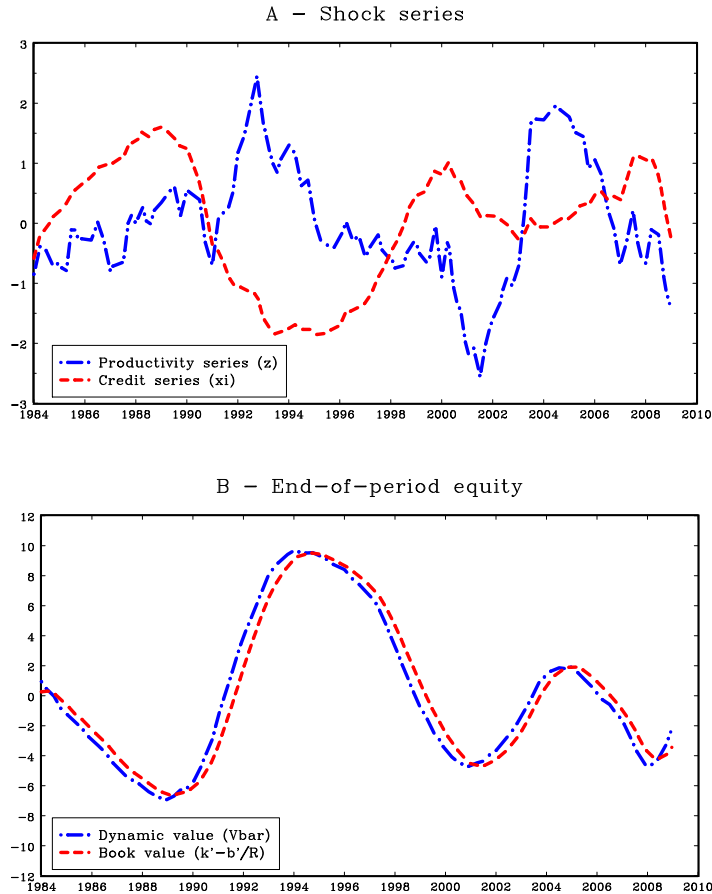 A – Shock series
3
2
1
0
−1
−2
−3
Productivity series (z)
Credit series (xi)
1984 1986 1988 1990 1992 1994 1996 1998 2000 2002 2004 2006 2008 2010
B – End–of–period equity
12
10
8
6
4
2
0
−2
−4
−6
−8
−10
−12
Dynamic value (Vbar)
Book value (k'−b'/R)
1984 1986 1988 1990 1992 1994 1996 1998 2000 2002 2004 2006 2008 2010